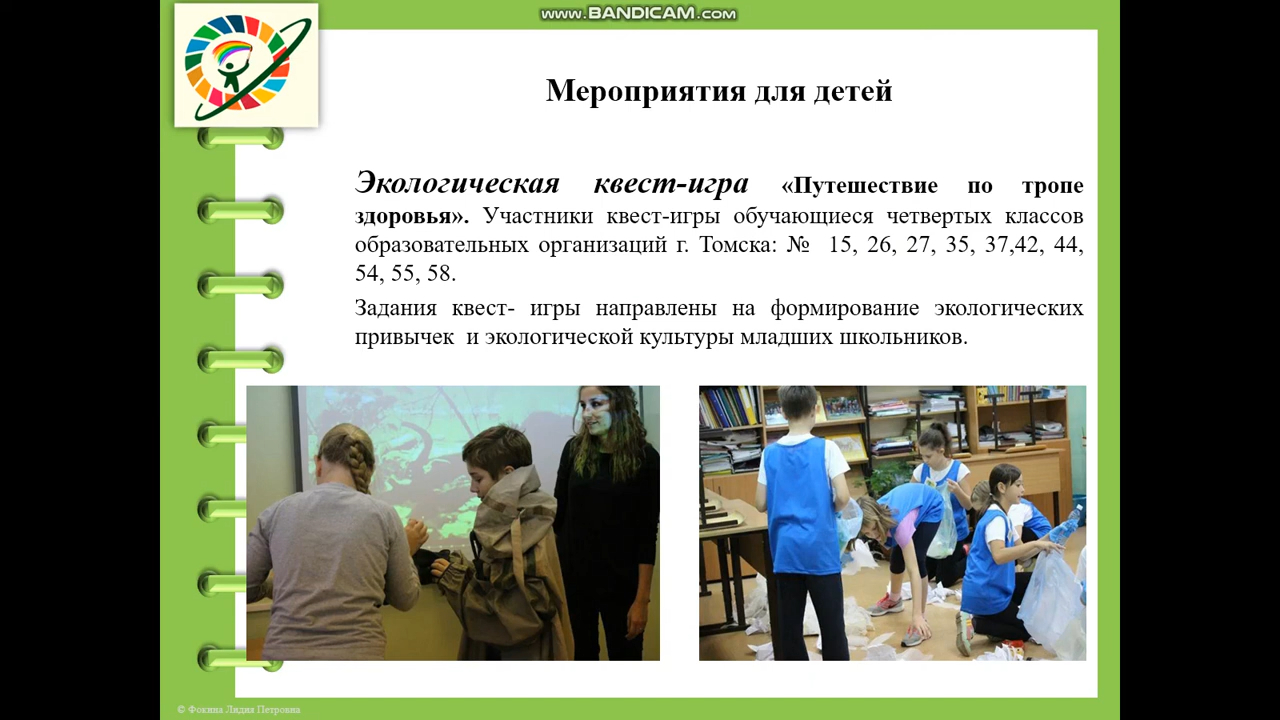 www.BANDICAM.com
Мероприятия для детей
Экологическая квест-игра «Путешествие по тропе
здоровья». Участники квест-игры обучающиеся четвертых классов
образовательных организаций г. Томска: № 15, 26, 27, 35, 37,42, 44,
54, 55, 58.
Задания квест- игры направлены на формирование экологических
привычек и экологической культуры младших школьников.
© Фокина Лидия Петровна